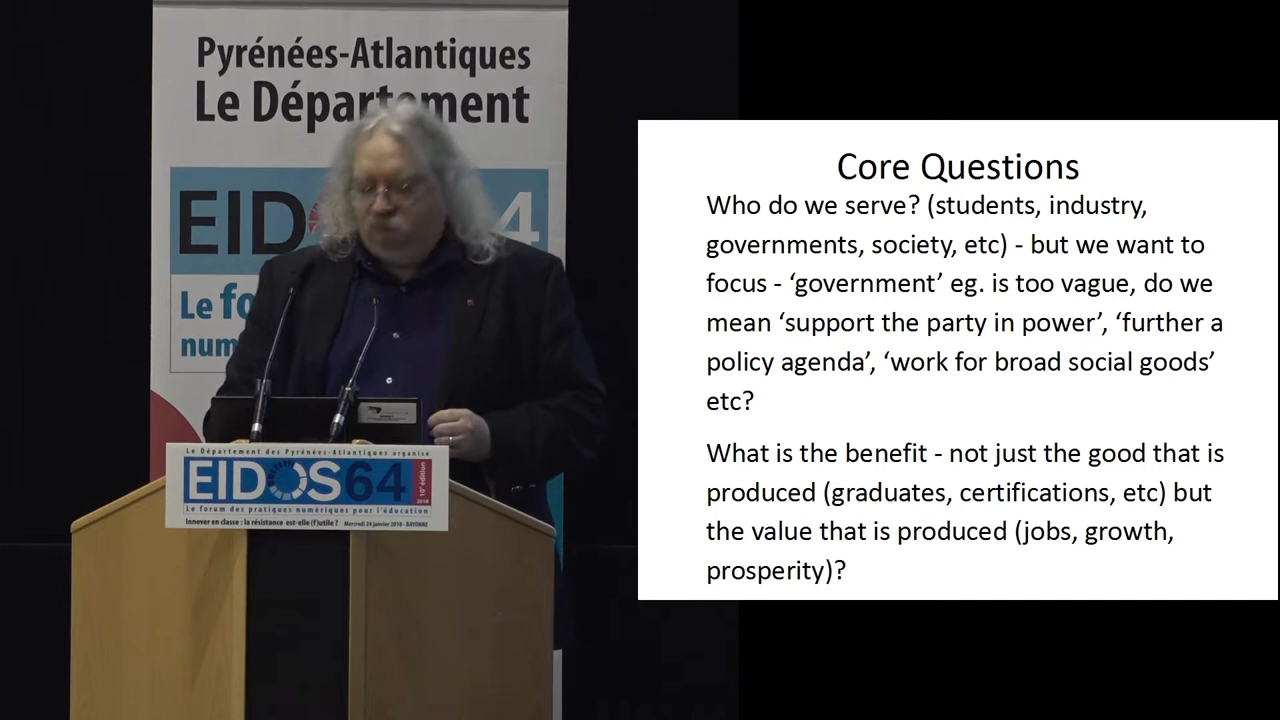 Pyrénées-Atlantiques
Le Département
EIDOS 64
Le fo
num
Le Département des Pyrénées-Atlantiques organise
EIDOS64
10e édition
2018
Le forum des pratiques numériques pour l'éducation
Innover en classe : la résistance est-elle (f)utile ? Mercredi 24 janvier 2018 - BAYONNE
Core Questions
Who do we serve? (students, industry,
governments, society, etc) - but we want to
focus - ‘government’ eg. is too vague, do we
mean ‘support the party in power’, ‘further a
policy agenda’, ‘work for broad social goods’
etc?
What is the benefit - not just the good that is
produced (graduates, certifications, etc) but
the value that is produced (jobs, growth,
prosperity)?